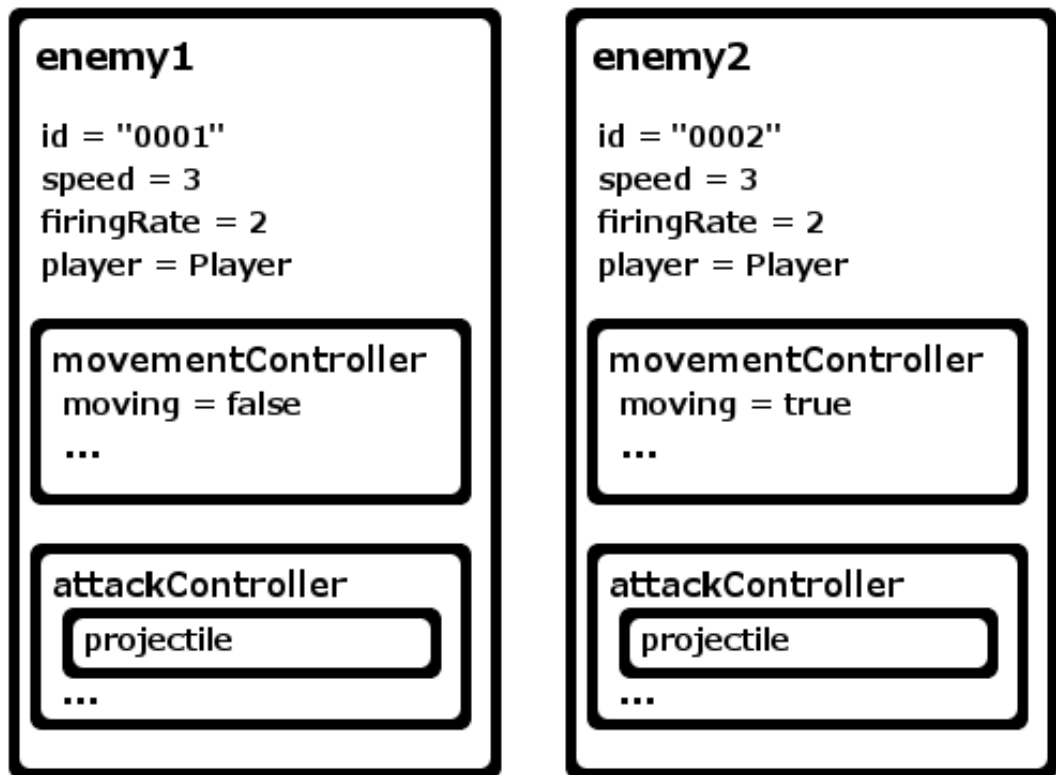 enemy1
id = "0001"
speed = 3
firingRate = 2
player = Player
movementController
moving = false
...
attackController
projectile
...
enemy2
id = "0002"
speed = 3
firingRate = 2
player = Player
movementController
moving = true
...
attackController
projectile
...